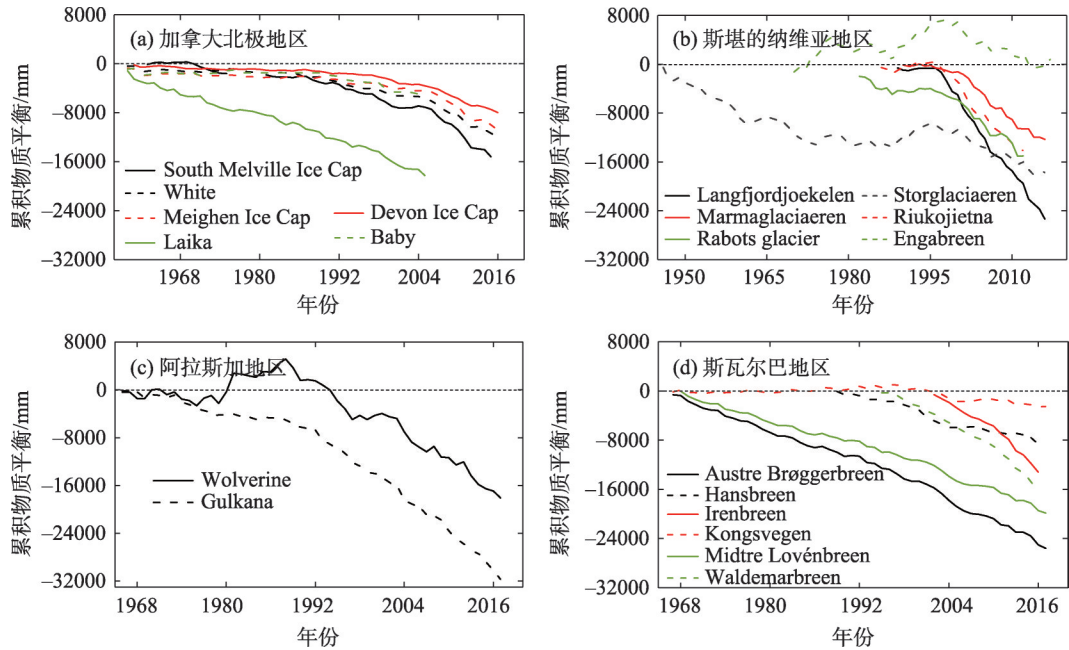 (a) 加拿大北极地区
8000
0
−8000
−16000
−24000
−32000
累积物质平衡/mm
South Melville Ice Cap
White
Meighen Ice Cap
Devon Ice Cap
Laika
Baby
1968
1980
1992
2004
2016
年份
(b) 斯堪的纳维亚地区
8000
0
−8000
−16000
−24000
−32000
累积物质平衡/mm
Langfjordjoekelen
Storglaciaeren
Marmaglaciaeren
Riukojietna
Rabots glacier
Engabreen
1950
1965
1980
1995
2010
年份
(c) 阿拉斯加地区
8000
0
−8000
−16000
−24000
−32000
累积物质平衡/mm
Wolverine
Gulkana
1968
1980
1992
2004
2016
年份
(d) 斯瓦尔巴地区
8000
0
−8000
−16000
−24000
−32000
累积物质平衡/mm
Austre Brøggerbreen
Hansbreen
Irenbreen
Kongsvegen
Midtre Lovénbreen
Waldemarbreen
1968
1980
1992
2004
2016
年份